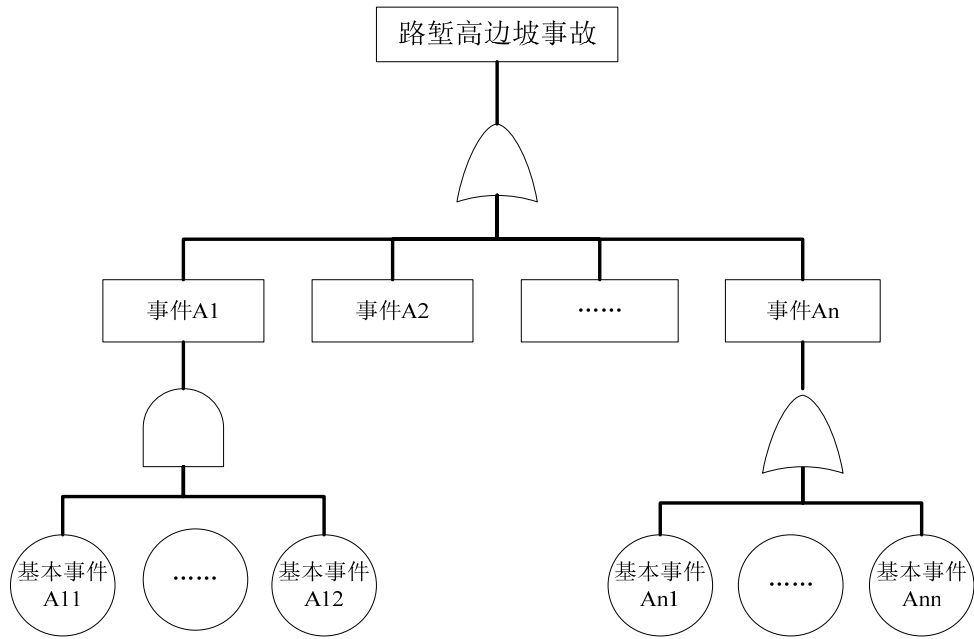 路堑高边坡事故
事件A1
事件A2
……
事件An
基本事件
A11
……
基本事件
A12
基本事件
An1
……
基本事件
Ann